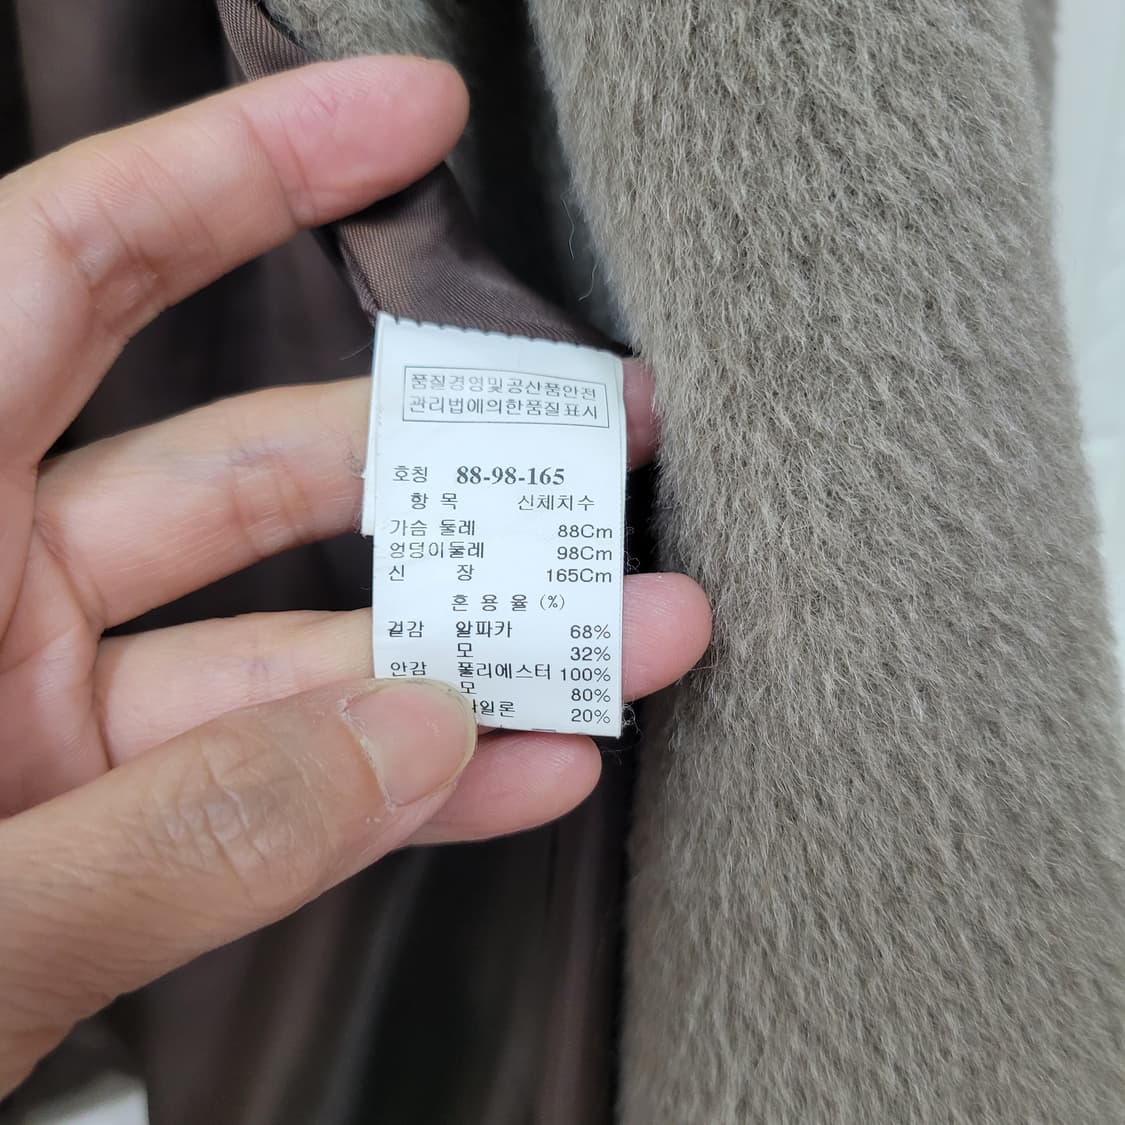 품질경영및공산품안전
관리법에의한품질표시
호칭 88-98-165
항 목 신체치수
가슴 둘레 88Cm
엉덩이둘레 98Cm
신 장 165Cm
혼 용 율 (%)
겉감 알파카 68%
모 32%
안감 폴리에스터 100%
모 80%
20%